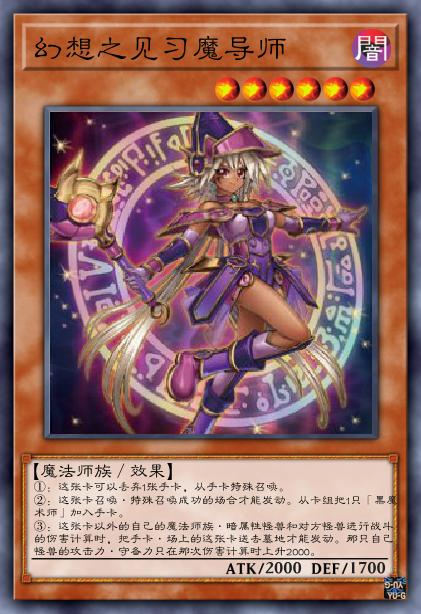 幻想之见习魔导师
闇
【魔法师族／效果】
①：这张卡可以丢弃1张手卡，从手卡特殊召唤。
②：这张卡召唤・特殊召唤成功的场合才能发动。从卡组把1只「黑魔
术师」加入手卡。
③：这张卡以外的自己的魔法师族・暗属性怪兽和对方怪兽进行战斗
的伤害计算时，把手卡・场上的这张卡送去墓地才能发动。那只自己
怪兽的攻击力・守备力只在那次伤害计算时上升2000。
ATK/2000 DEF/1700